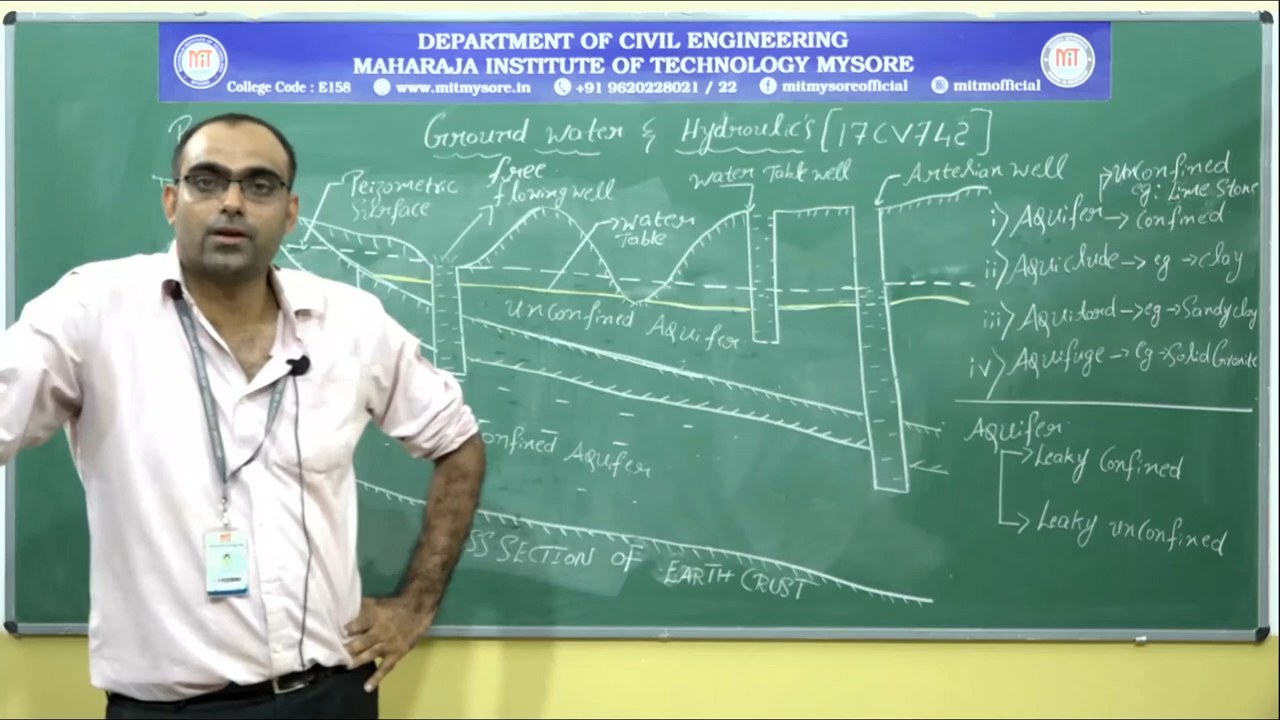 DEPARTMENT OF CIVIL ENGINEERING
MAHARAJA INSTITUTE OF TECHNOLOGY MYSORE
College Code : E158 www.mitmysore.in +91 9620228021 / 22 mitmysoreofficial mitmofficial
MIT
MIT
Ground water & Hydraulic's [17CV742]
Peizometric
Surface
free
flowing well
water
Table
water Table well
Artesian well
unconfined Aquifer
onfined Aquifer
SS SECTION OF EARTH CRUST
unconfined
eg: Lime Stone
i) Aquifer → Confined
ii) Aquiclude → eg → clay
iii) Aquitard → eg → Sandy clay
iv) Aquifuge → eg → Solid Granite
Aquifer
Leaky Confined
Leaky unconfined